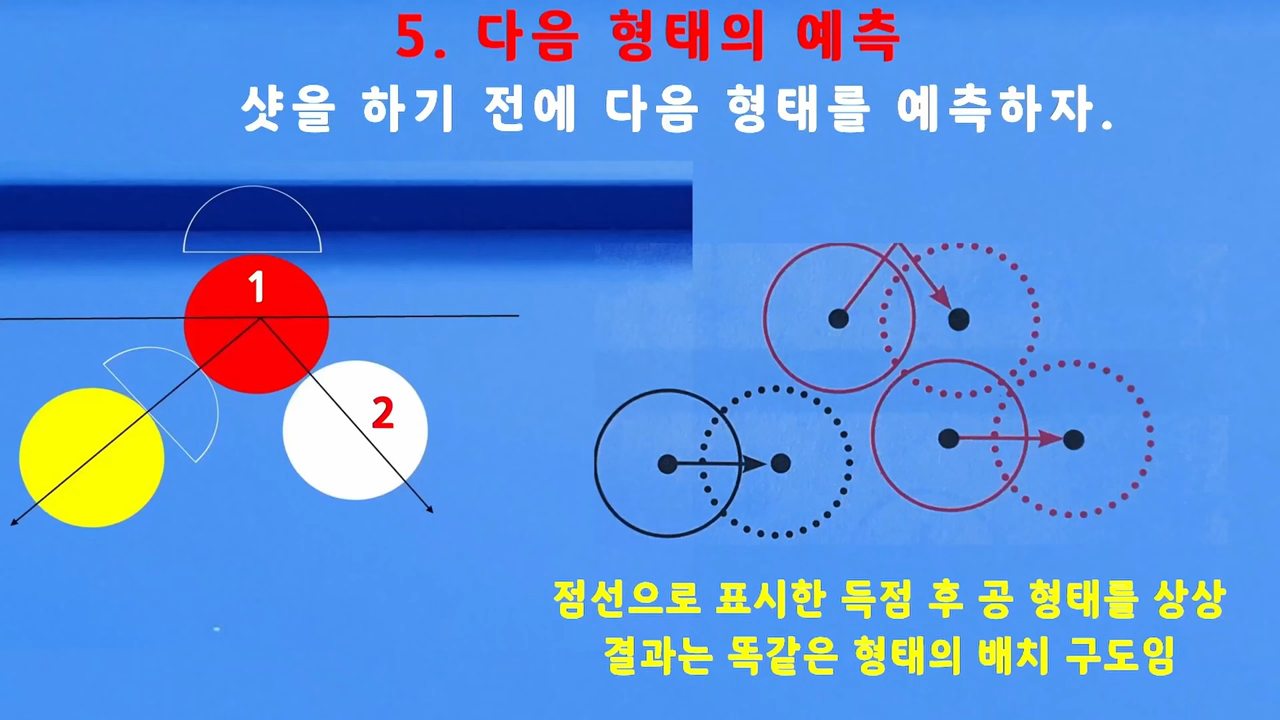 5. 다음 형태의 예측
샷을 하기 전에 다음 형태를 예측하자.
1
2
점선으로 표시한 득점 후 공 형태를 상상
결과는 똑같은 형태의 배치 구도임